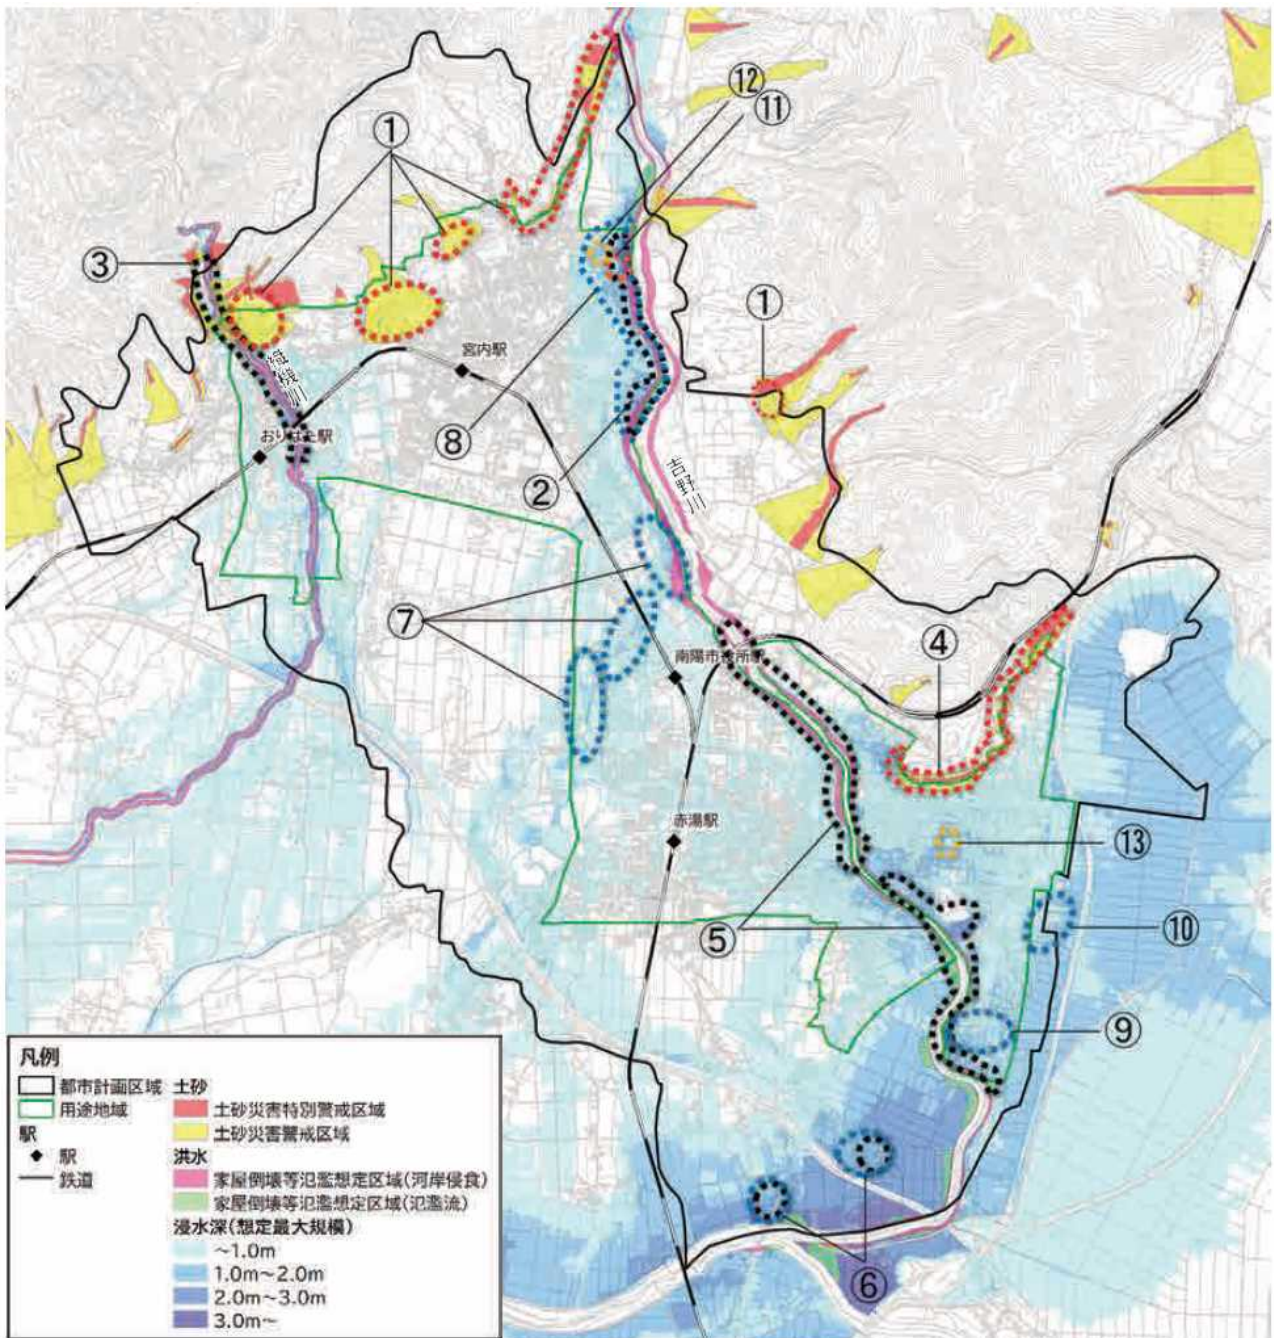 ⑫
⑪
①
③
①
宮内駅
織機川
おりはた駅
⑧
②
吉野川
⑦
南陽市役所駅
④
赤湯駅
⑬
⑤
⑩
⑨
⑥
凡例
都市計画区域
用途地域
駅
駅
鉄道
土砂
土砂災害特別警戒区域
土砂災害警戒区域
洪水
家屋倒壊等氾濫想定区域(河岸侵食)
家屋倒壊等氾濫想定区域(氾濫流)
浸水深(想定最大規模)
～1.0m
1.0m～2.0m
2.0m～3.0m
3.0m～